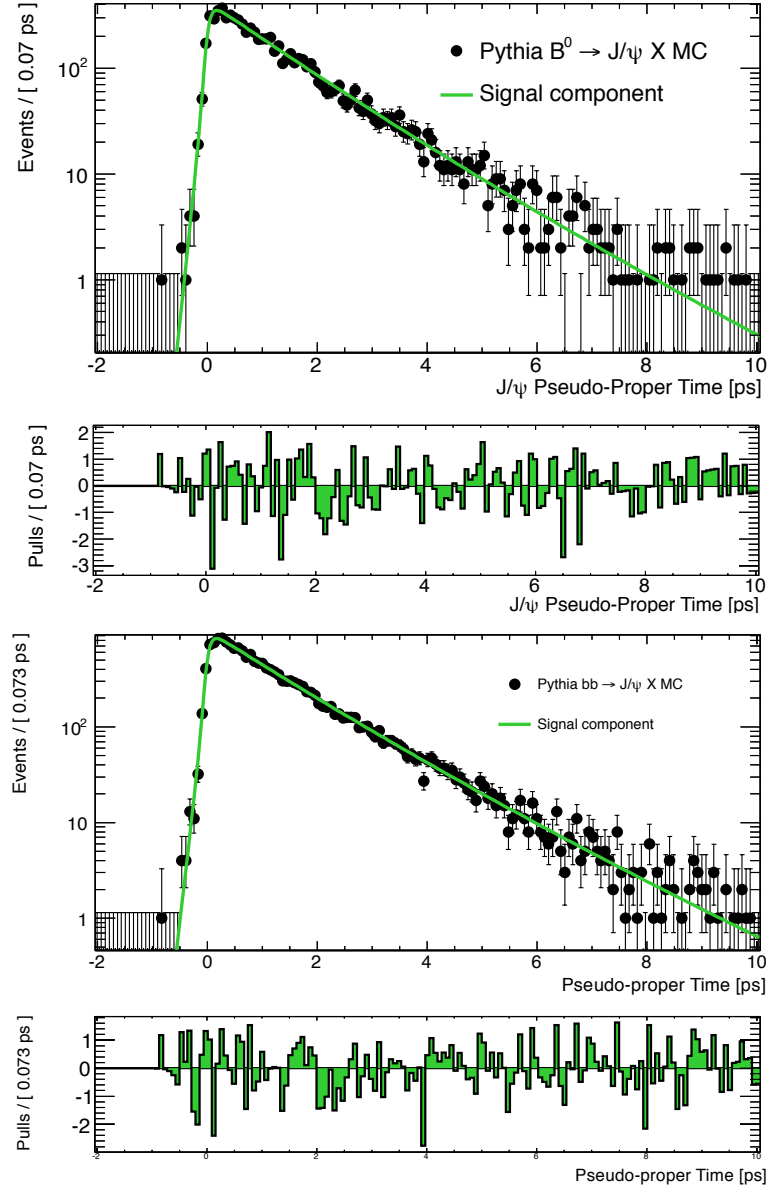 Events / [ 0.07 ps]
10²
10
1
Pythia B⁰ → J/ψ X MC
Signal component
-2 0 2 4 6 8 10
J/ψ Pseudo-Proper Time [ps]
Pulls / [ 0.07 ps]
2
1
0
-1
-2
-3
-2 0 2 4 6 8 10
J/ψ Pseudo-Proper Time [ps]
Events / [ 0.073 ps]
10²
10
1
Pythia bb → J/ψ X MC
Signal component
-2 0 2 4 6 8 10
Pseudo-proper Time [ps]
Pulls / [ 0.073 ps]
1
0
-1
-2
-2 0 2 4 6 8 10
Pseudo-proper Time [ps]